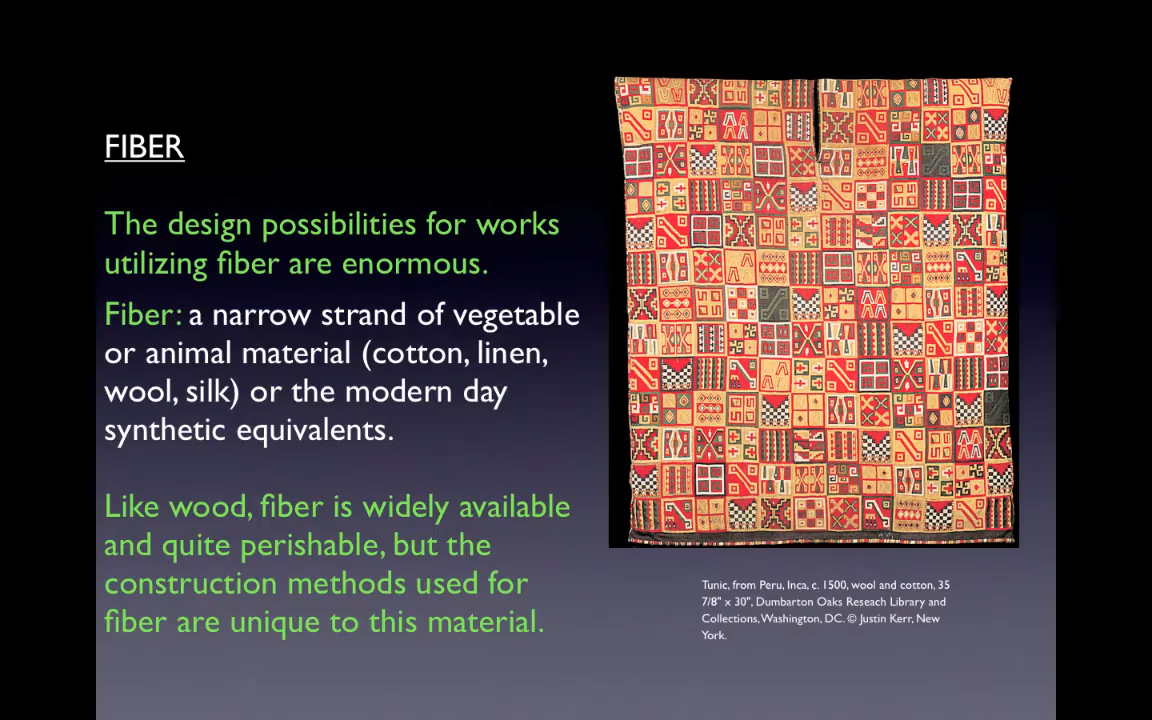 FIBER
The design possibilities for works
utilizing fiber are enormous.
Fiber: a narrow strand of vegetable
or animal material (cotton, linen,
wool, silk) or the modern day
synthetic equivalents.
Like wood, fiber is widely available
and quite perishable, but the
construction methods used for
fiber are unique to this material.
Tunic, from Peru, Inca, c. 1500, wool and cotton, 35
7/8" x 30", Dumbarton Oaks Reseach Library and
Collections, Washington, DC. © Justin Kerr, New
York.